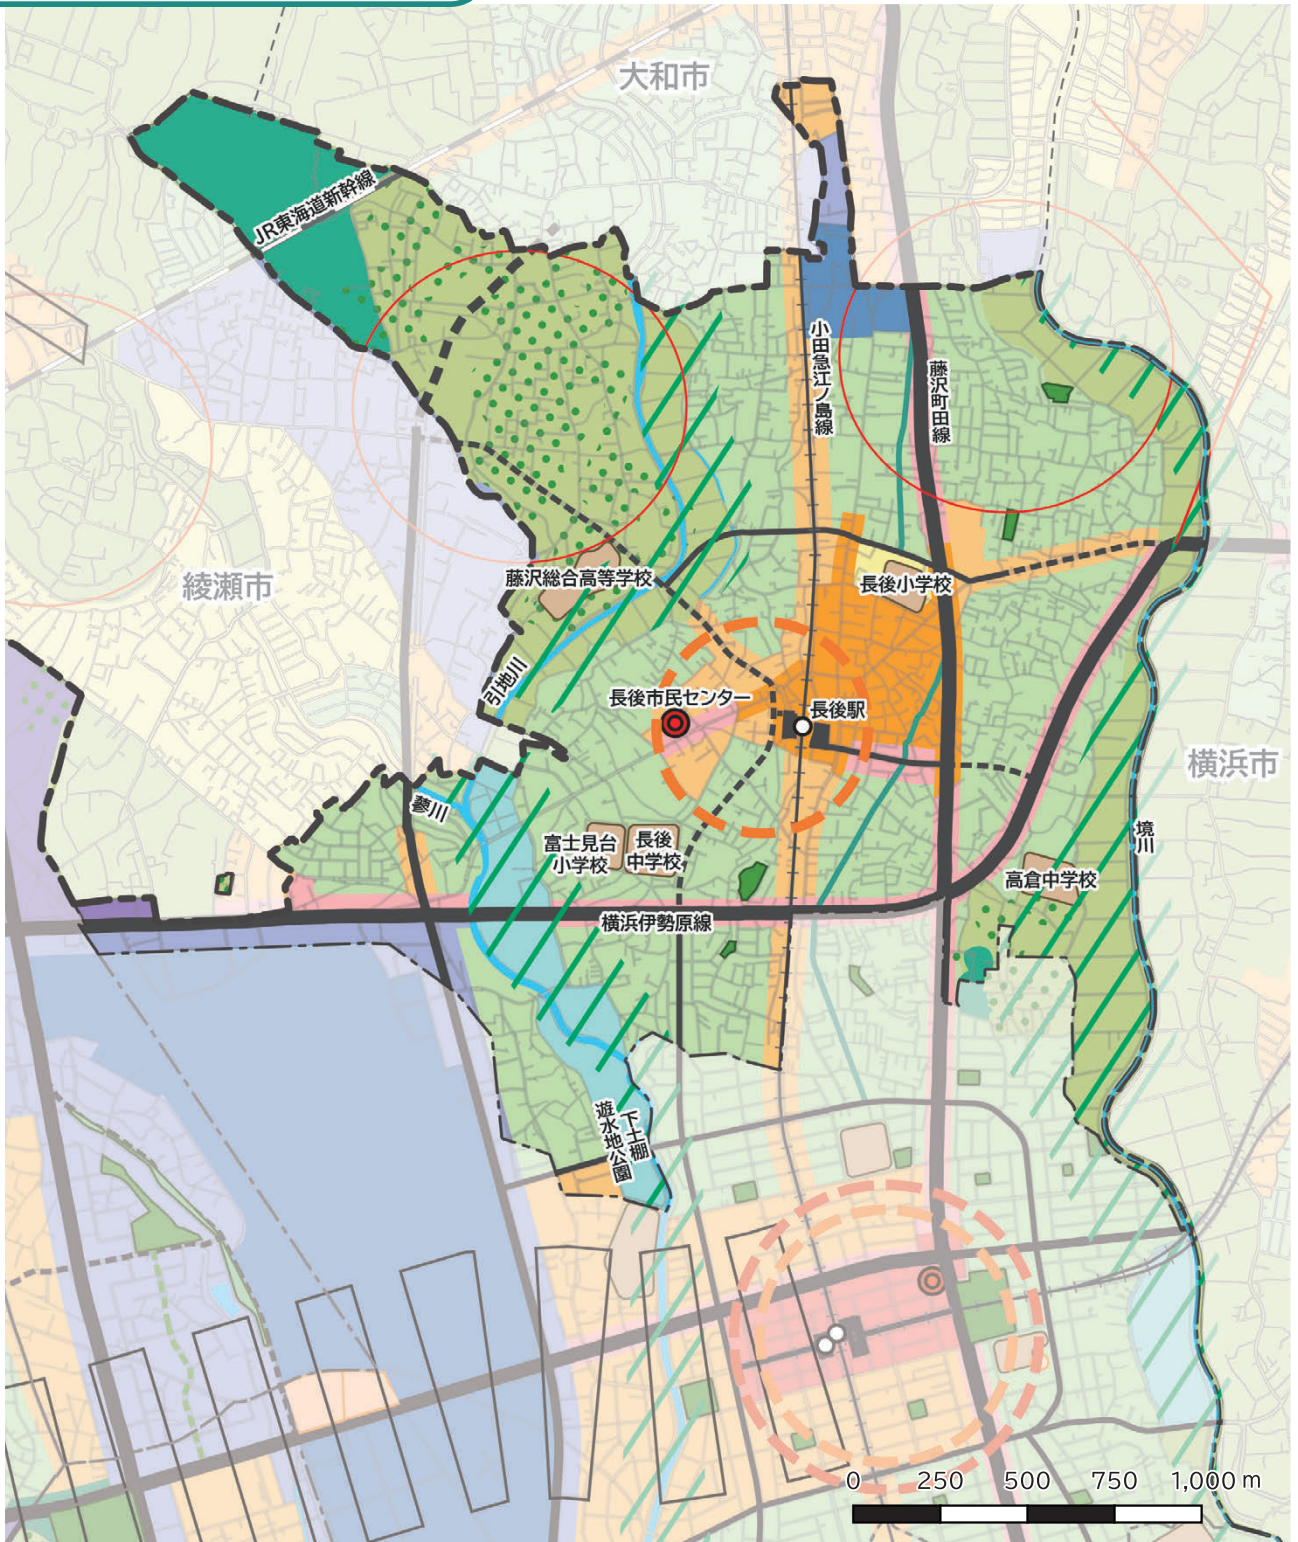 大和市
JR東海道新幹線
小田急江ノ島線
藤沢町田線
藤沢総合高等学校
長後小学校
綾瀬市
引地川
長後市民センター
長後駅
横浜市
蓼川
富士見台
小学校
長後
中学校
境川
高倉中学校
横浜伊勢原線
下土棚
遊水地公園
0 250 500 750 1,000m